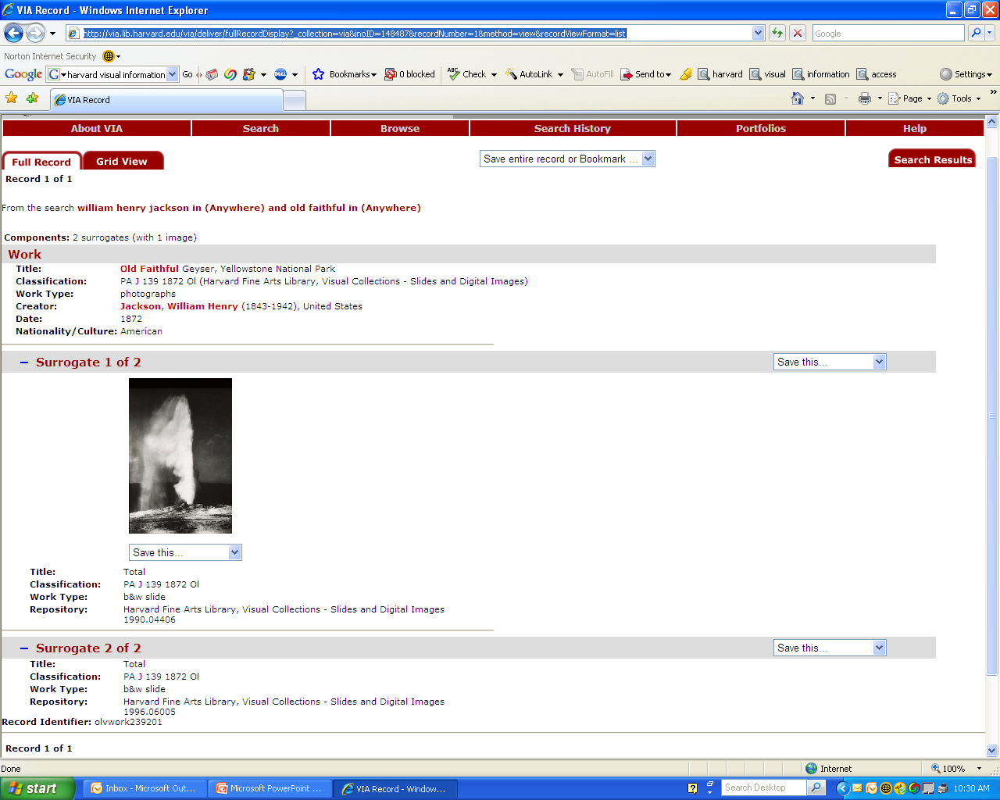 VIA Record - Windows Internet Explorer
http://via.lib.harvard.edu/via/deliver/fullRecordDisplay?_collection=via&inoID=148487&recordNumber=1&method=view&recordViewFormat=list
Google
Norton Internet Security
Google G harvard visual information Go Bookmarks 0 blocked ABC Check AutoLink AutoFill Send to harvard visual information access Settings
VIA Record Page Tools
About VIA Search Browse Search History Portfolios Help
Full Record Grid View Save entire record or Bookmark ... Search Results
Record 1 of 1
From the search william henry jackson in (Anywhere) and old faithful in (Anywhere)
Components: 2 surrogates (with 1 image)
Work
Title: Old Faithful Geyser, Yellowstone National Park
Classification: PA J 139 1872 Ol (Harvard Fine Arts Library, Visual Collections - Slides and Digital Images)
Work Type: photographs
Creator: Jackson, William Henry (1843-1942), United States
Date: 1872
Nationality/Culture: American
– Surrogate 1 of 2 Save this...
Save this...
Title: Total
Classification: PA J 139 1872 Ol
Work Type: b&w slide
Repository: Harvard Fine Arts Library, Visual Collections - Slides and Digital Images
1990.04406
– Surrogate 2 of 2 Save this...
Title: Total
Classification: PA J 139 1872 Ol
Work Type: b&w slide
Repository: Harvard Fine Arts Library, Visual Collections - Slides and Digital Images
1996.06005
Record Identifier: olvwork239201
Record 1 of 1
Done Internet 100%
start Inbox - Microsoft Out... Microsoft PowerPoint ... VIA Record - Window... Search Desktop 10:30 AM